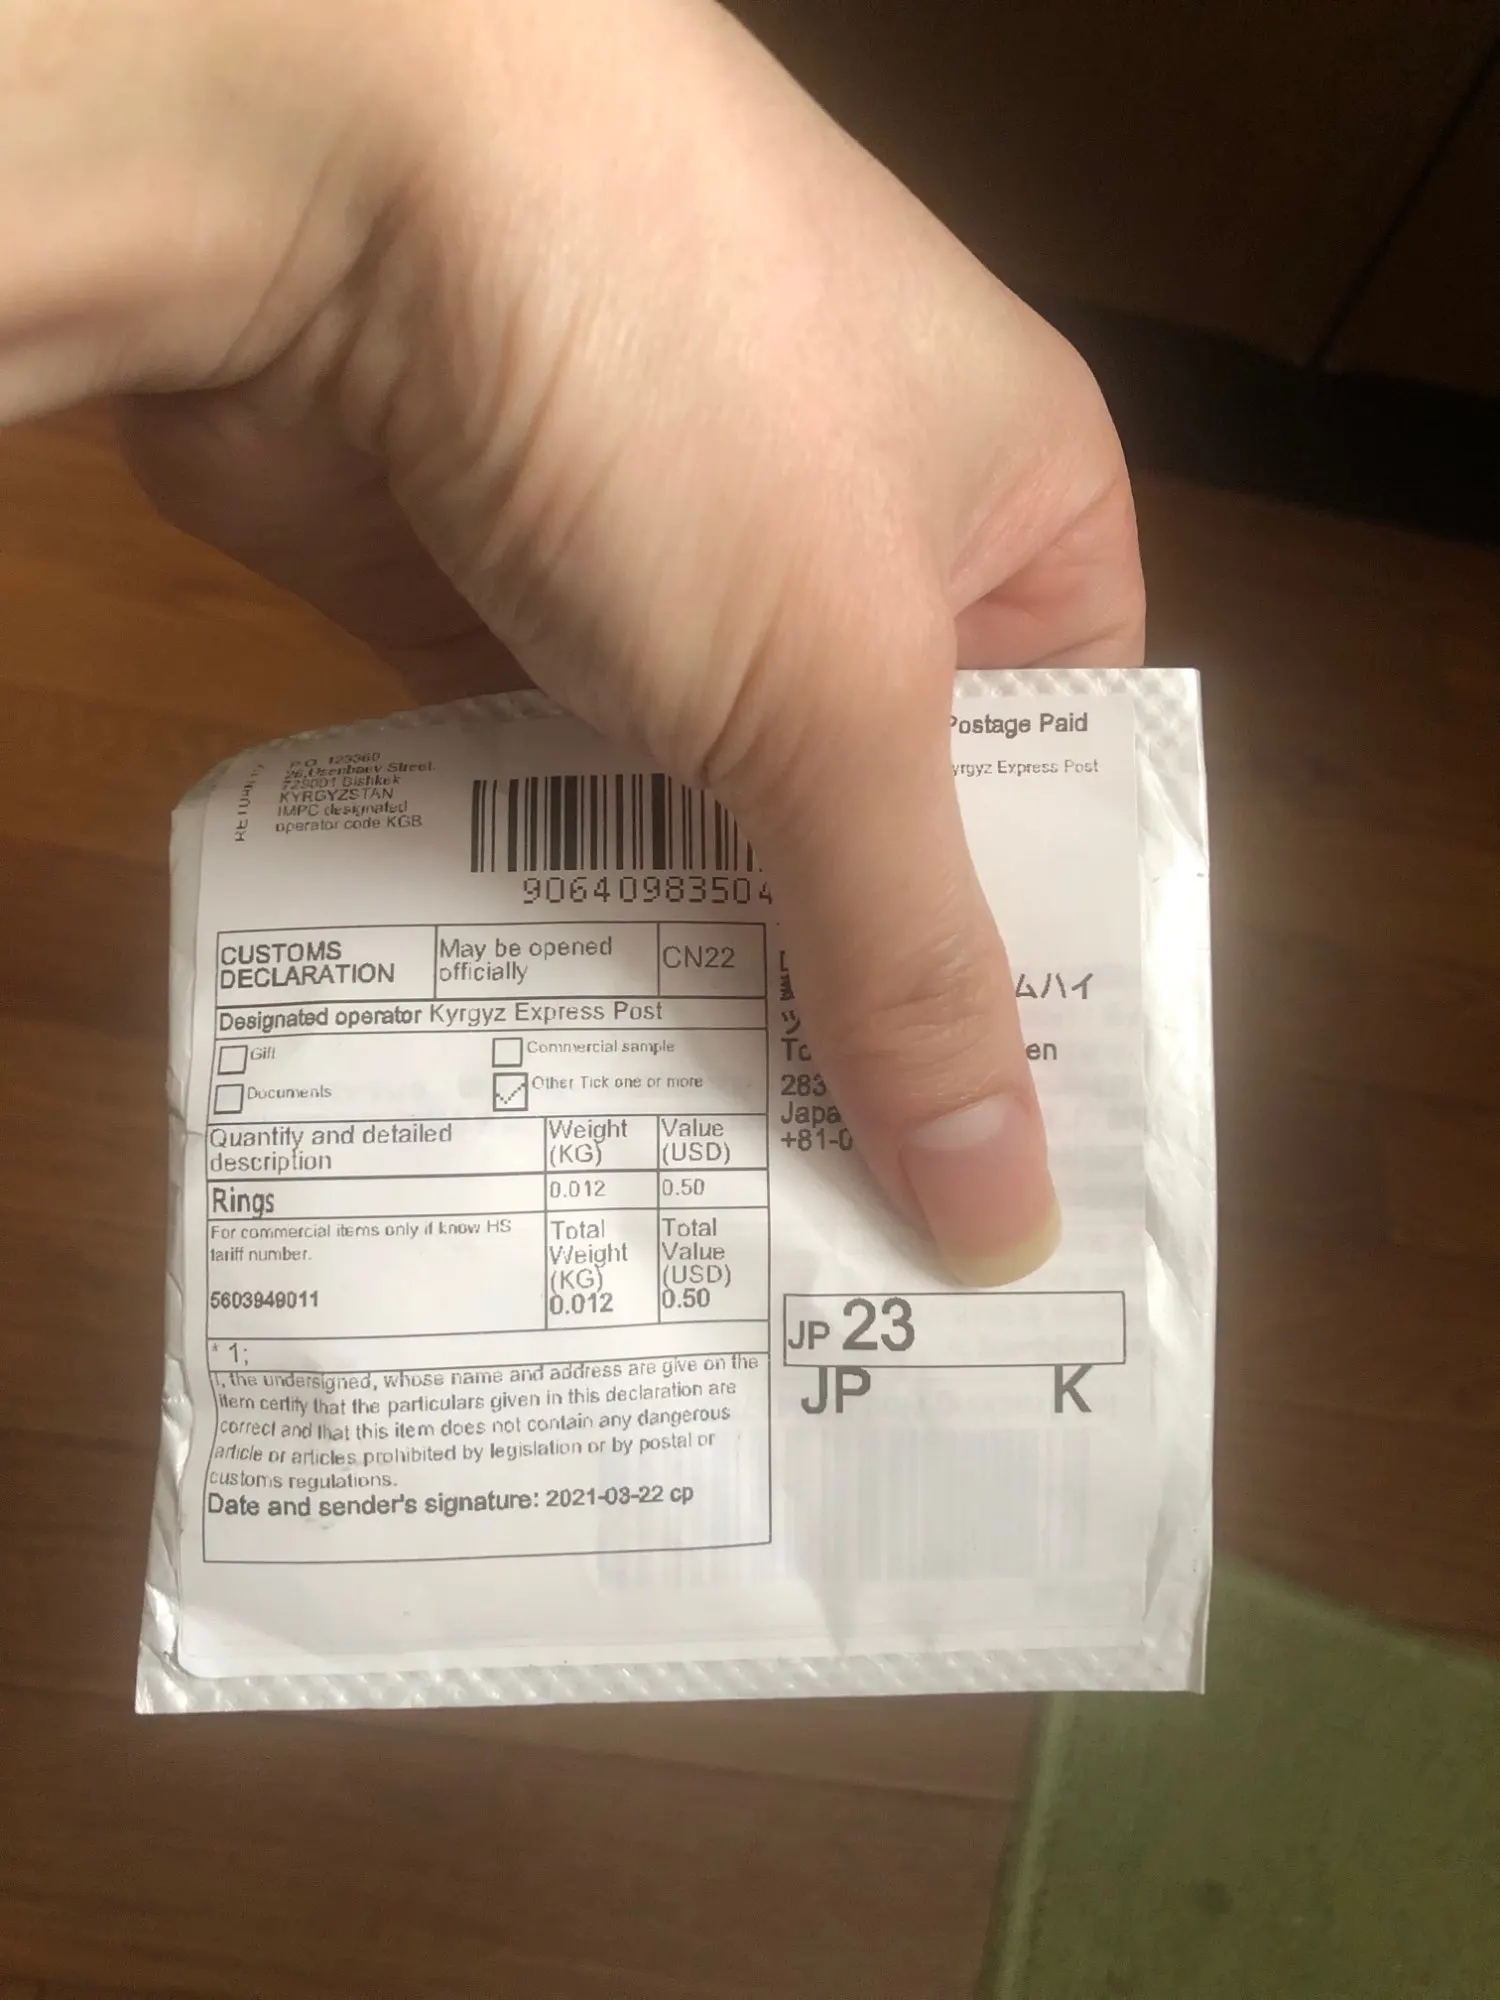 RETURN TO
P.O. 123360
26,Usenbaev Street.
729001 Bishkek
KYRGYZSTAN
IMPC designated
operator code KGB
90640983504
Postage Paid
yrgyz Express Post
CUSTOMS
DECLARATION
May be opened
officially
CN22
Designated operator Kyrgyz Express Post
Gift
Commercial sample
Documents
Other Tick one or more
Quantity and detailed
description
Weight
(KG)
Value
(USD)
Rings
0.012
0.50
For commercial items only if know HS
tariff number.
5603949011
Total
Weight
(KG)
0.012
Total
Value
(USD)
0.50
* 1;
I, the undersigned, whose name and address are give on the
item certify that the particulars given in this declaration are
correct and that this item does not contain any dangerous
article or articles prohibited by legislation or by postal or
customs regulations.
Date and sender's signature: 2021-03-22 cp
ムハイ
en
283
Japa
+81-0
JP 23
JP K